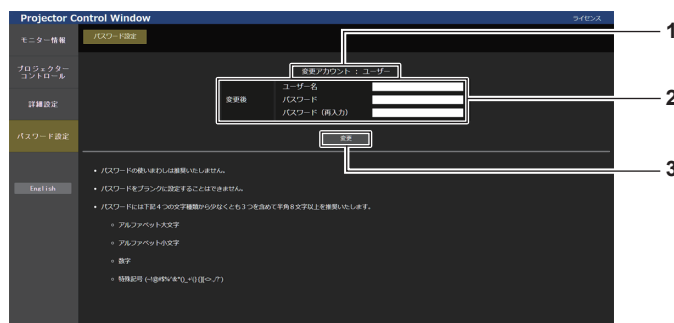 Projector Control Window
ライセンス
モニター情報
パスワード設定
プロジェクター
コントロール
詳細設定
パスワード設定
English
変更アカウント : ユーザー
変更後
ユーザー名
パスワード
パスワード (再入力)
変更
1
2
3
• パスワードの使いまわしは推奨いたしません。
• パスワードをブランクに設定することはできません。
• パスワードには下記4つの文字種類から少なくとも3つを含めて半角8文字以上を推奨いたします。
○ アルファベット大文字
○ アルファベット小文字
○ 数字
○ 特殊記号